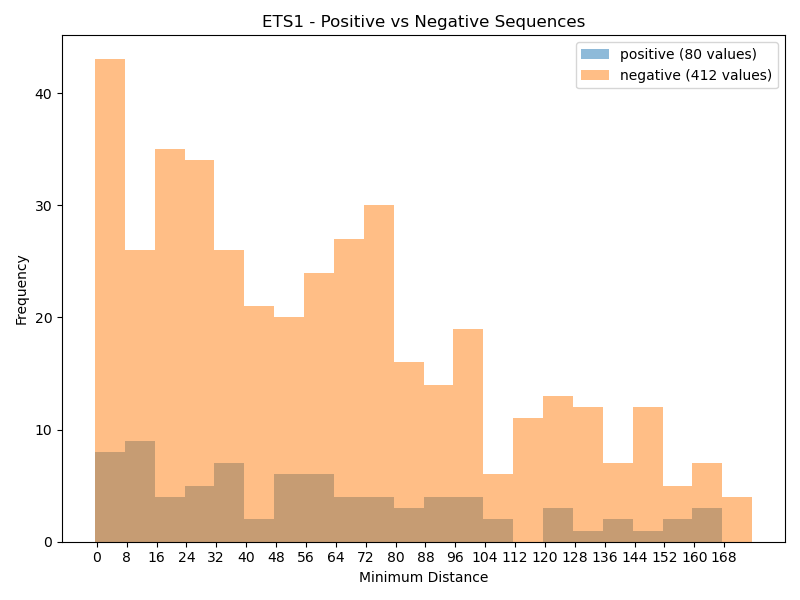 ETS1 - Positive vs Negative Sequences
positive (80 values)
negative (412 values)
40
30
20
10
0
Frequency
0 8 16 24 32 40 48 56 64 72 80 88 96 104 112 120 128 136 144 152 160 168
Minimum Distance